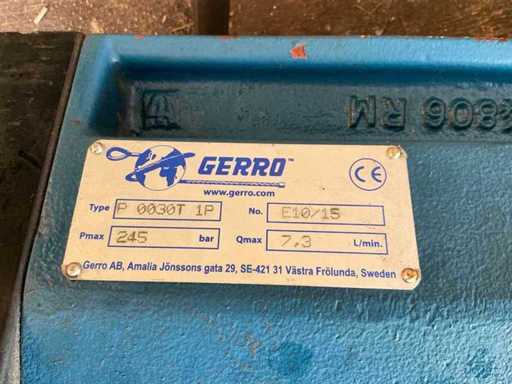 4806 RM
GERRO™
www.gerro.com
CE
Type P 0030T 1P No. E10/15
Pmax 245 bar Qmax 7,3 L/min.
Gerro AB, Amalia Jönssons gata 29, SE-421 31 Västra Frölunda, Sweden